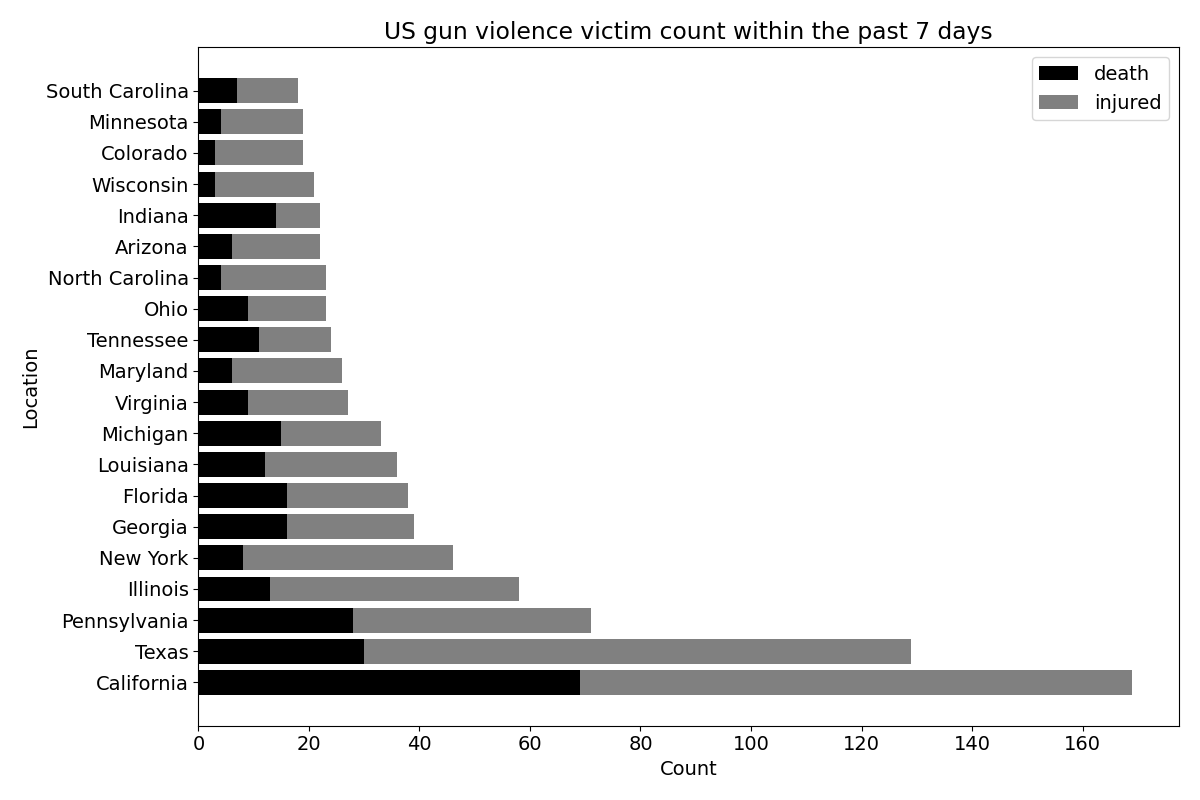 US gun violence victim count within the past 7 days
death
injured
South Carolina
Minnesota
Colorado
Wisconsin
Indiana
Arizona
North Carolina
Ohio
Tennessee
Maryland
Virginia
Michigan
Louisiana
Florida
Georgia
New York
Illinois
Pennsylvania
Texas
California
Location
0 20 40 60 80 100 120 140 160
Count